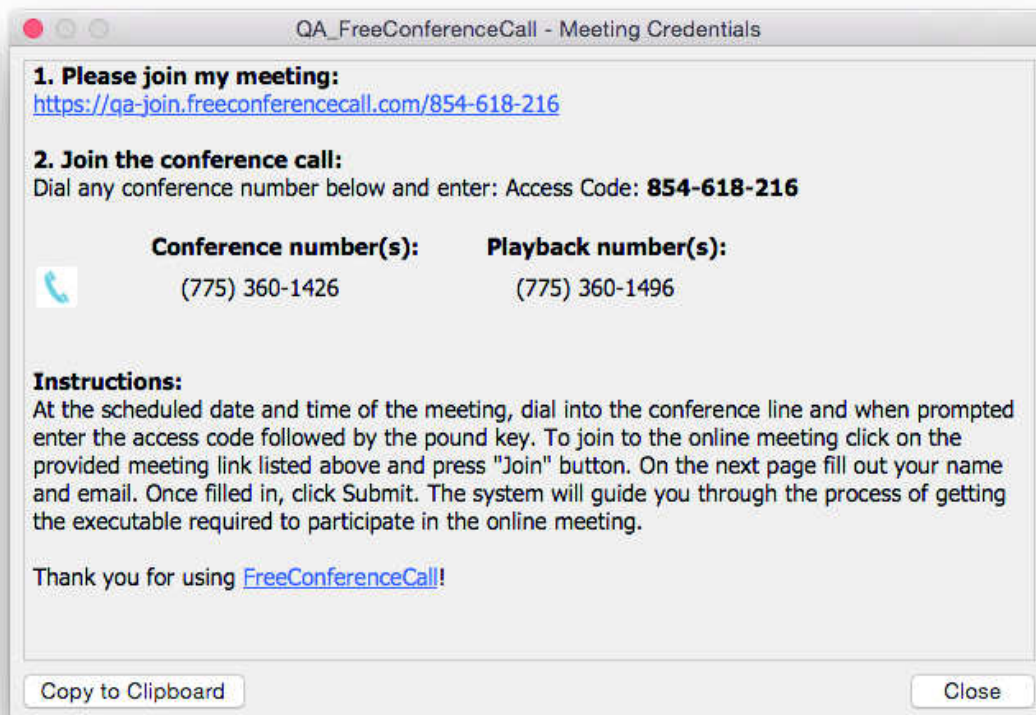 QA_FreeConferenceCall - Meeting Credentials
1. Please join my meeting:
https://qa-join.freeconferencecall.com/854-618-216
2. Join the conference call:
Dial any conference number below and enter: Access Code: 854-618-216
Conference number(s): Playback number(s):
(775) 360-1426 (775) 360-1496
Instructions:
At the scheduled date and time of the meeting, dial into the conference line and when prompted
enter the access code followed by the pound key. To join to the online meeting click on the
provided meeting link listed above and press "Join" button. On the next page fill out your name
and email. Once filled in, click Submit. The system will guide you through the process of getting
the executable required to participate in the online meeting.
Thank you for using FreeConferenceCall!
Copy to Clipboard Close